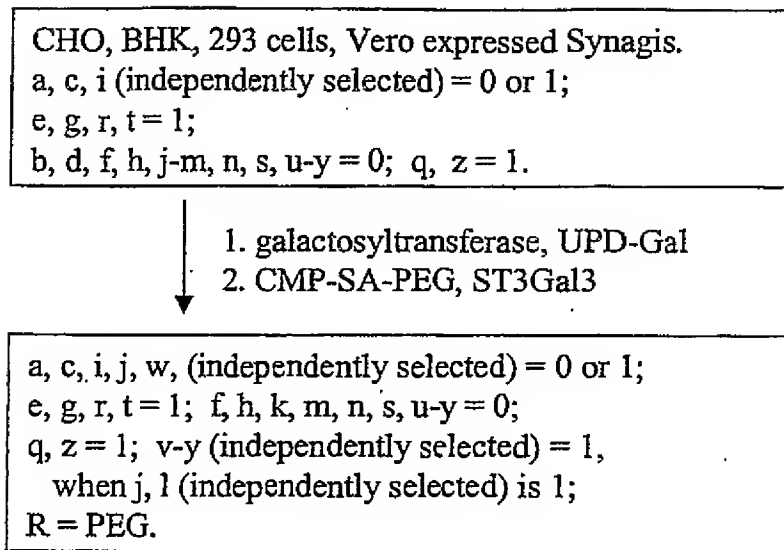 CHO, BHK, 293 cells, Vero expressed Synagis.
a, c, i (independently selected) = 0 or 1;
e, g, r, t = 1;
b, d, f, h, j-m, n, s, u-y = 0; q, z = 1.
1. galactosyltransferase, UPD-Gal
2. CMP-SA-PEG, ST3Gal3
a, c, i, j, w, (independently selected) = 0 or 1;
e, g, r, t = 1; f, h, k, m, n, s, u-y = 0;
q, z = 1; v-y (independently selected) = 1,
when j, l (independently selected) is 1;
R = PEG.